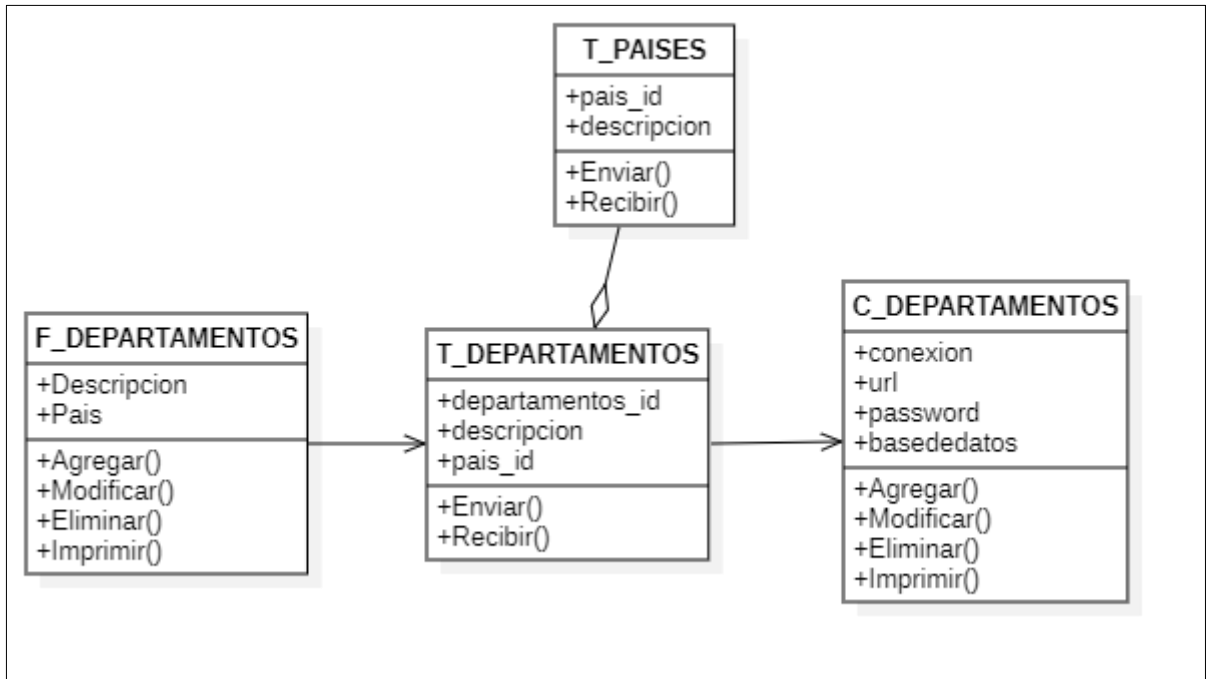 T_PAISES
+pais_id
+descripcion
+Enviar()
+Recibir()
F_DEPARTAMENTOS
+Descripcion
+Pais
+Agregar()
+Modificar()
+Eliminar()
+Imprimir()
T_DEPARTAMENTOS
+departamentos_id
+descripcion
+pais_id
+Enviar()
+Recibir()
C_DEPARTAMENTOS
+conexion
+url
+password
+basededatos
+Agregar()
+Modificar()
+Eliminar()
+Imprimir()